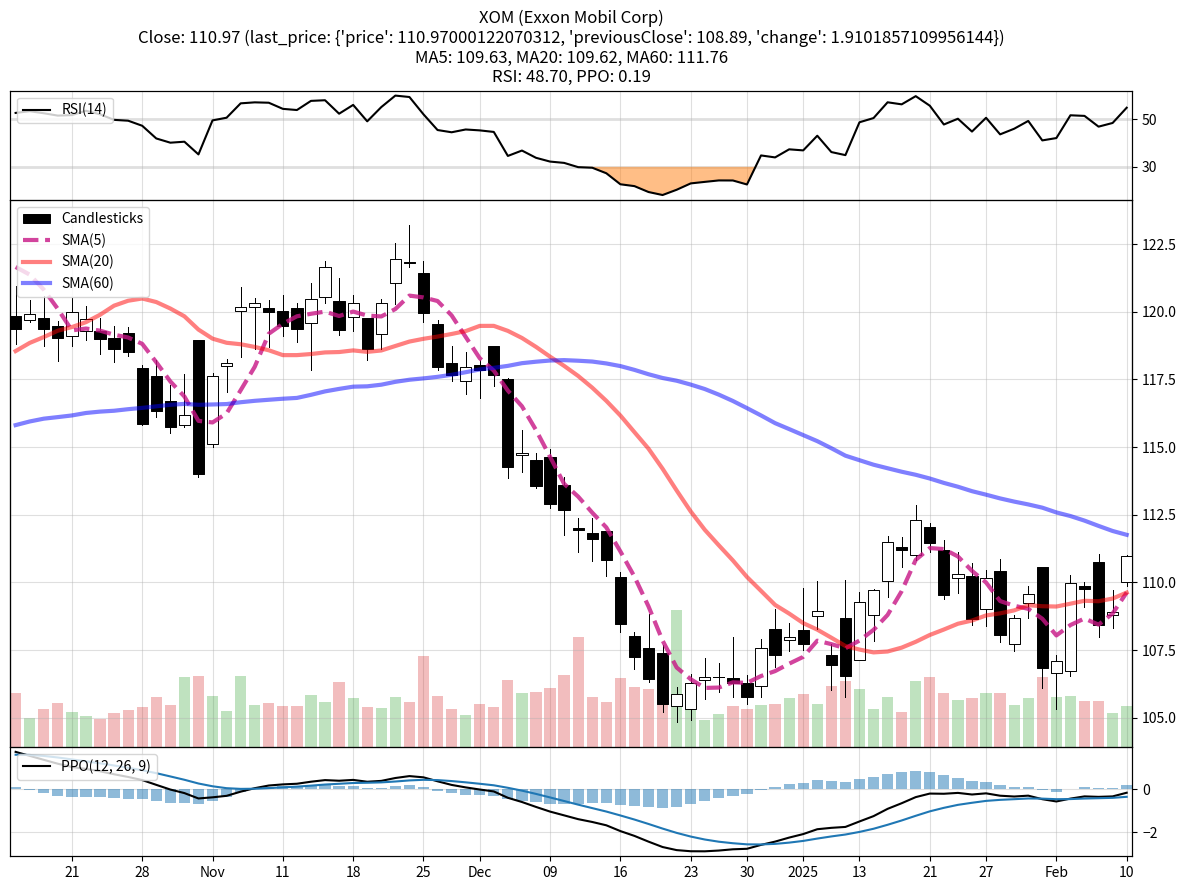 XOM (Exxon Mobil Corp)
Close: 110.97 (last_price: {'price': 110.97000122070312, 'previousClose': 108.89, 'change': 1.9101857109956144})
MA5: 109.63, MA20: 109.62, MA60: 111.76
RSI: 48.70, PPO: 0.19
RSI(14)
50
30
Candlesticks
SMA(5)
SMA(20)
SMA(60)
122.5
120.0
117.5
115.0
112.5
110.0
107.5
105.0
PPO(12, 26, 9)
0
−2
21 28 Nov 11 18 25 Dec 09 16 23 30 2025 13 21 27 Feb 10